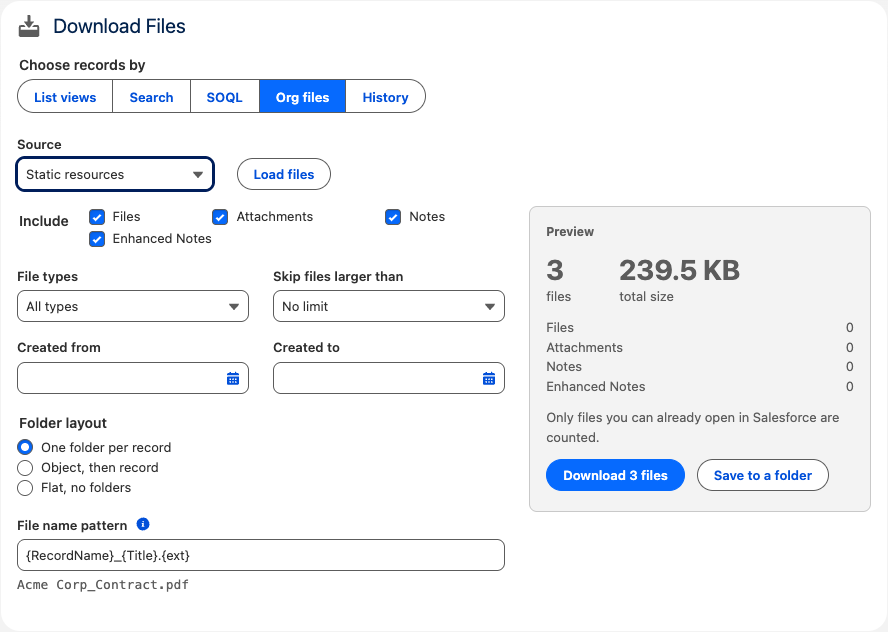 Download Files
Choose records by
List views Search SOQL Org files History
Source
Static resources Load files
Include Files Attachments Notes
Enhanced Notes
File types Skip files larger than
All types No limit
Created from Created to
Folder layout
One folder per record
Object, then record
Flat, no folders
File name pattern
{RecordName}_{Title}.{ext}
Acme Corp_Contract.pdf
Preview
3 239.5 KB
files total size
Files 0
Attachments 0
Notes 0
Enhanced Notes 0
Only files you can already open in Salesforce are
counted.
Download 3 files Save to a folder